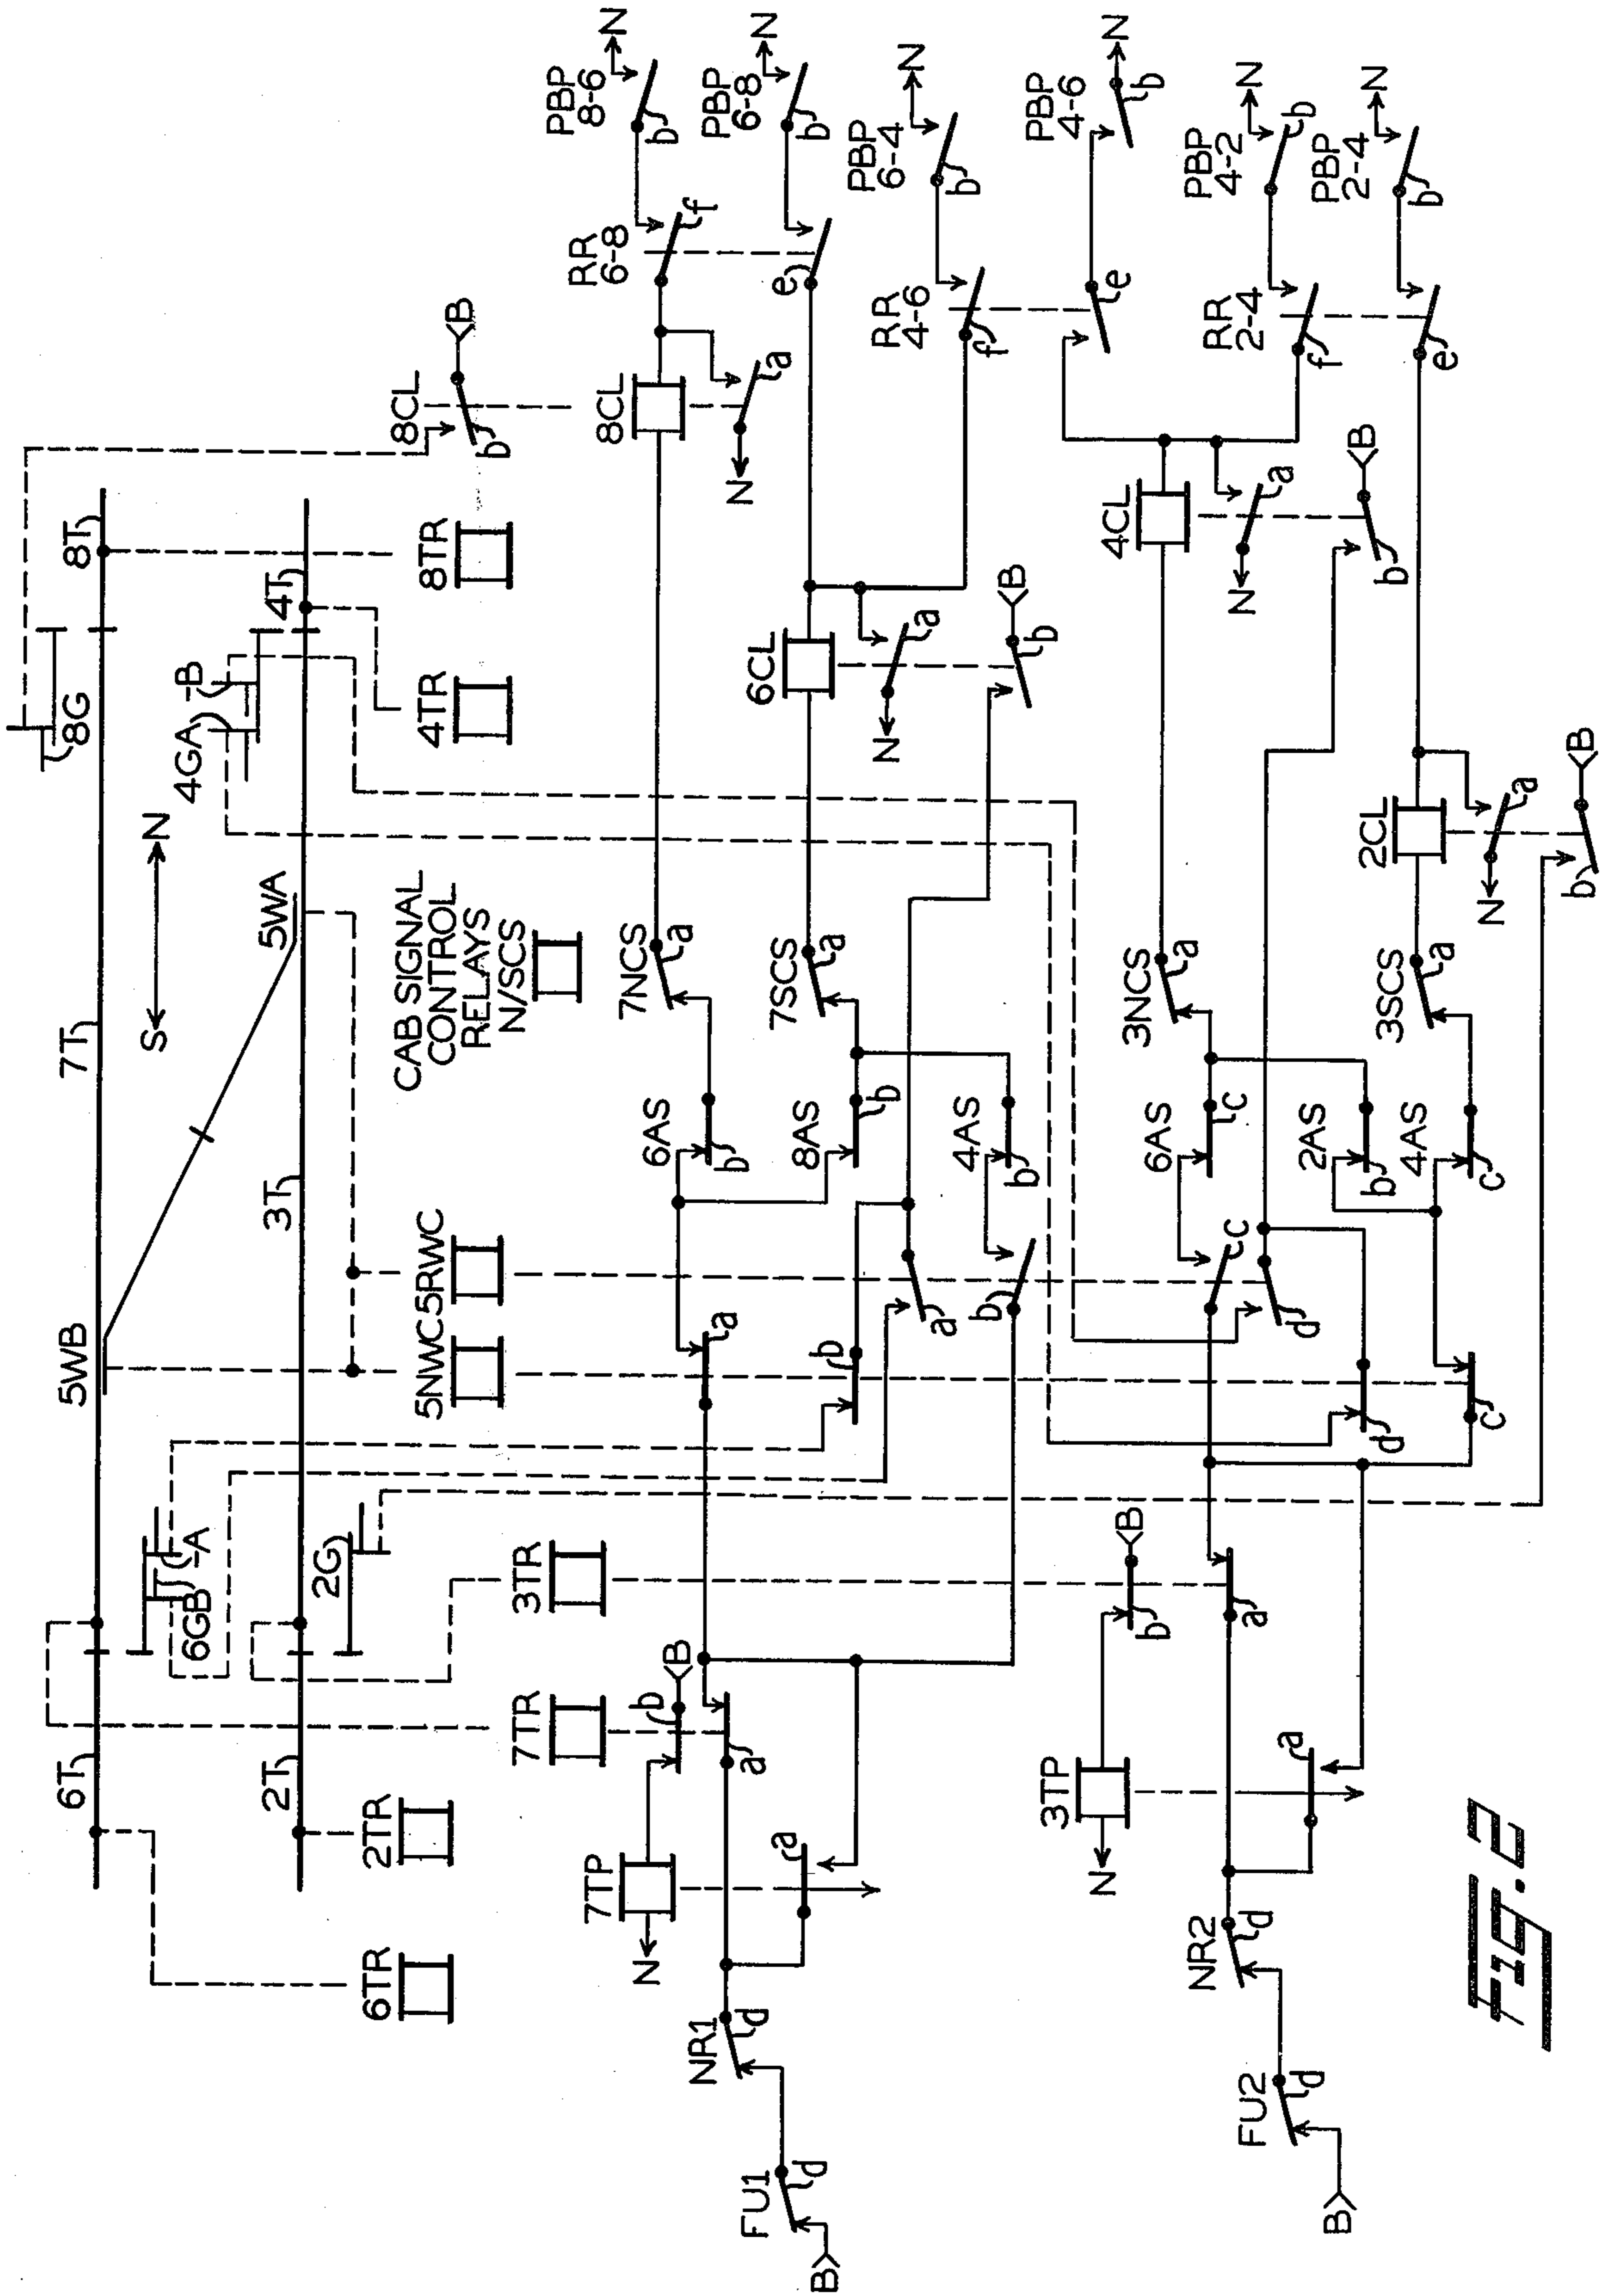 8CL
B
b
PBP
8-6
N
b
PBP
6-8
N
b
PBP
6-4
N
b
PBP
4-6
N
b
PBP
4-2
N
b
PBP
2-4
N
b
RR
6-8
f
e
RR
4-6
f
e
RR
2-4
f
e
8T
8G
4T
8TR
4GA
-B
4TR
8CL
a
N
6CL
a
N
B
b
4CL
a
N
B
b
2CL
a
N
B
b
7T
S
N
5WA
CAB SIGNAL
CONTROL
RELAYS
N/SCS
7NCS
a
7SCS
a
3NCS
a
3SCS
a
3T
6AS
b
8AS
b
4AS
b
6AS
c
2AS
b
4AS
c
5WB
5NWC
5RWC
a
b
a
b
c
d
d
c
6T
6GB
-A
2T
2G
3TR
B
b
a
7TR
B
b
a
6TR
2TR
7TP
N
a
3TP
N
a
NR1
d
NR2
d
FU1
d
B
FU2
d
B
FIG. 2